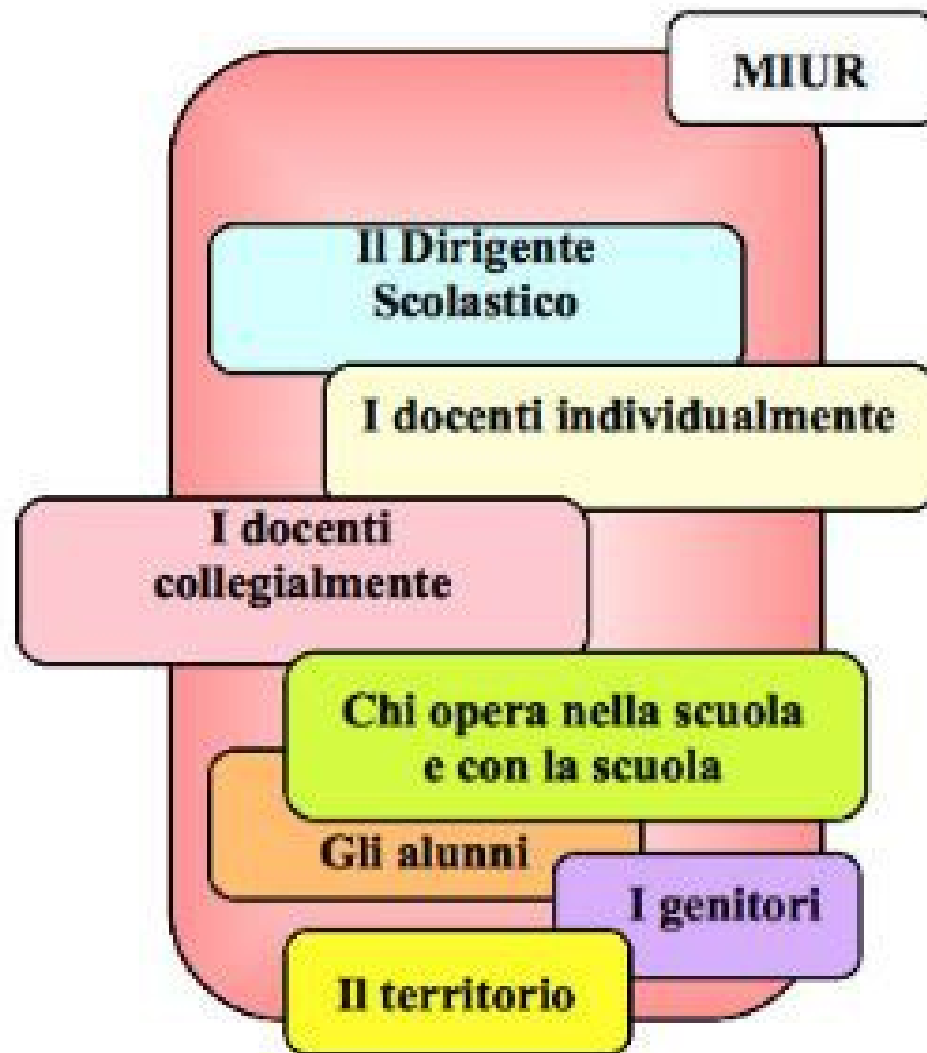 MIUR
Il Dirigente
Scolastico
I docenti individualmente
I docenti
collegialmente
Chi opera nella scuola
e con la scuola
Gli alunni
I genitori
Il territorio